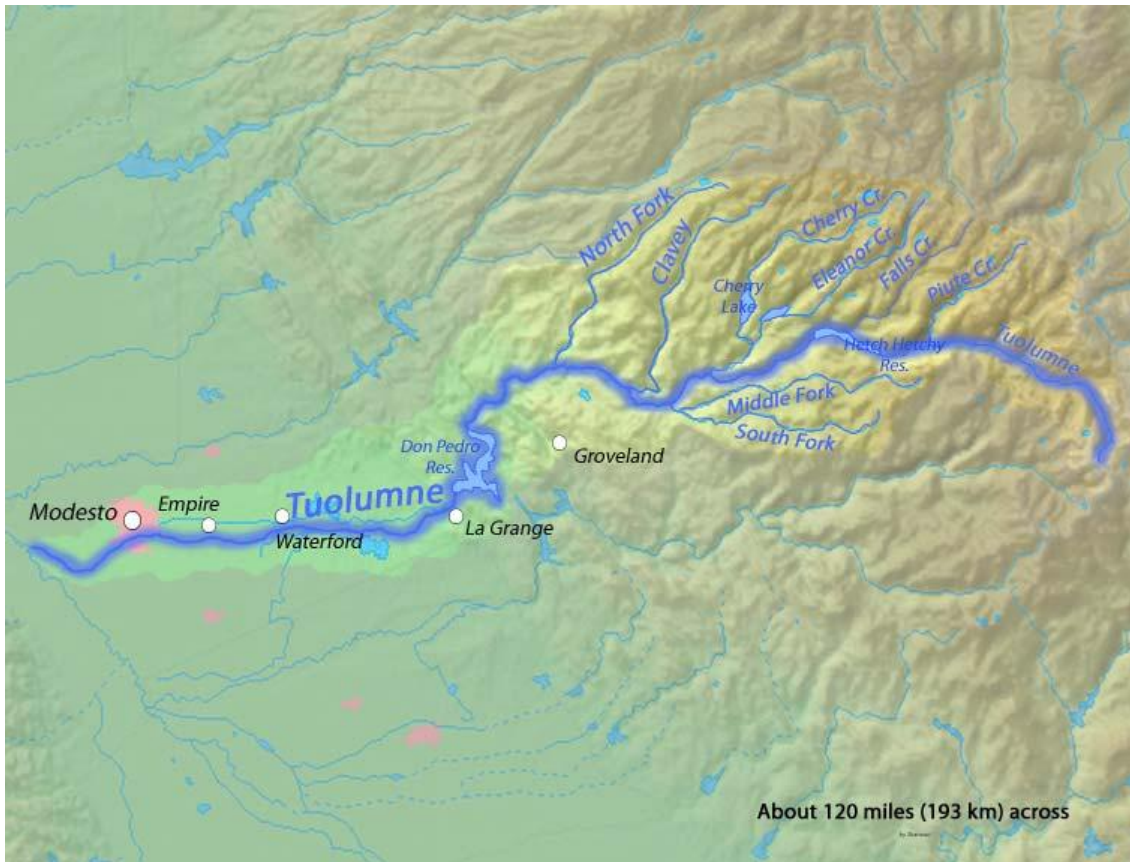 North Fork
Clavey
Cherry Cr.
Eleanor Cr.
Falls Cr.
Piute Cr.
Cherry
Lake
Hetch Hetchy
Res.
Tuolumne
Middle Fork
South Fork
Don Pedro
Res.
Groveland
Tuolumne
Modesto
Empire
Waterford
La Grange
About 120 miles (193 km) across